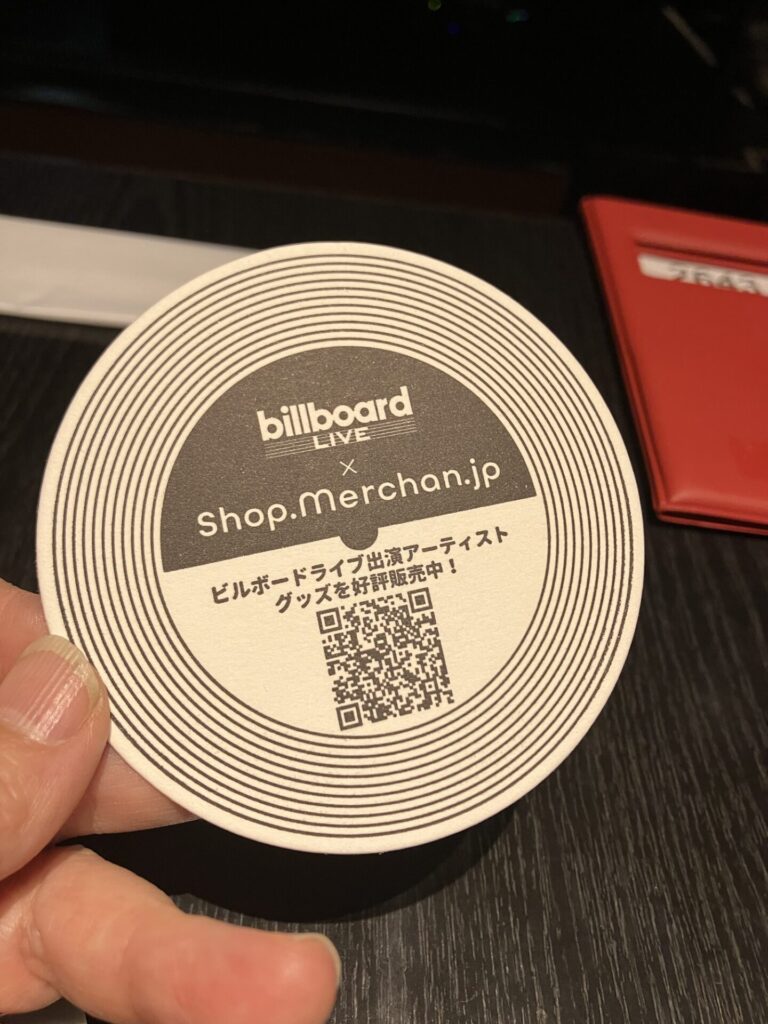 billboard
LIVE
×
Shop.Merchan.jp
ビルボードライブ出演アーティスト
グッズを好評販売中！